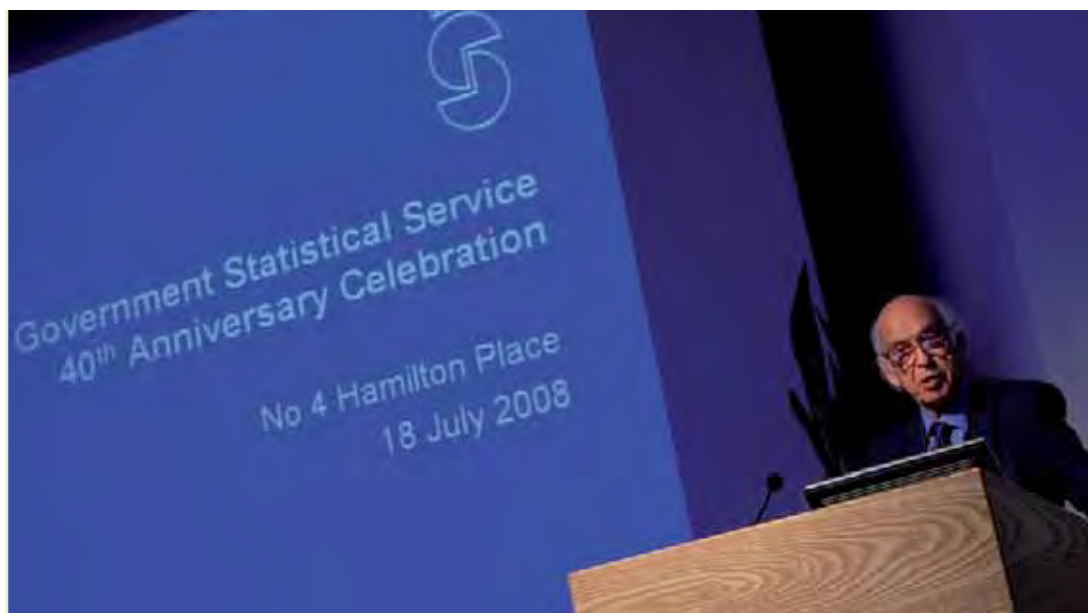 Government Statistical Service
40th Anniversary Celebration
No 4 Hamilton Place
18 July 2008